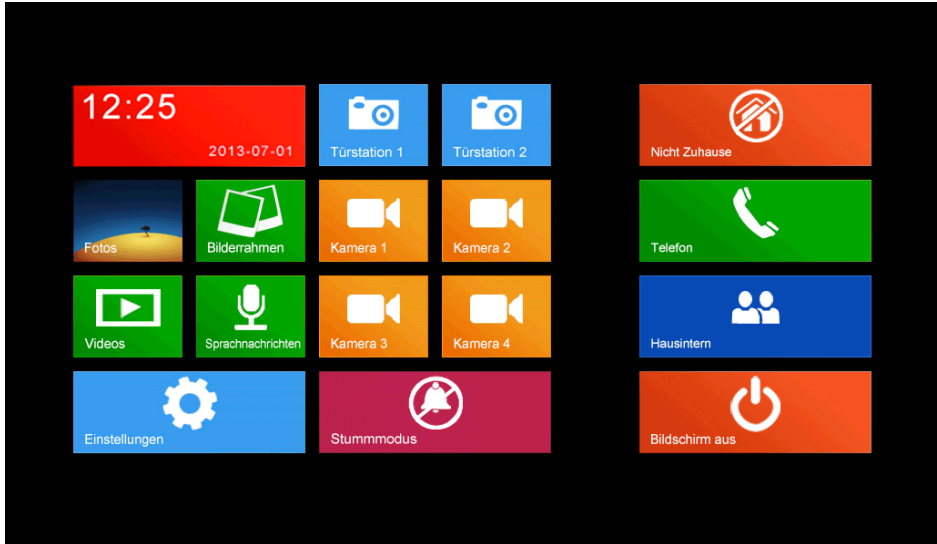 12:25
2013-07-01
Türstation 1
Türstation 2
Nicht Zuhause
Fotos
Bilderrahmen
Kamera 1
Kamera 2
Telefon
Videos
Sprachnachrichten
Kamera 3
Kamera 4
Hausintern
Einstellungen
Stummmodus
Bildschirm aus